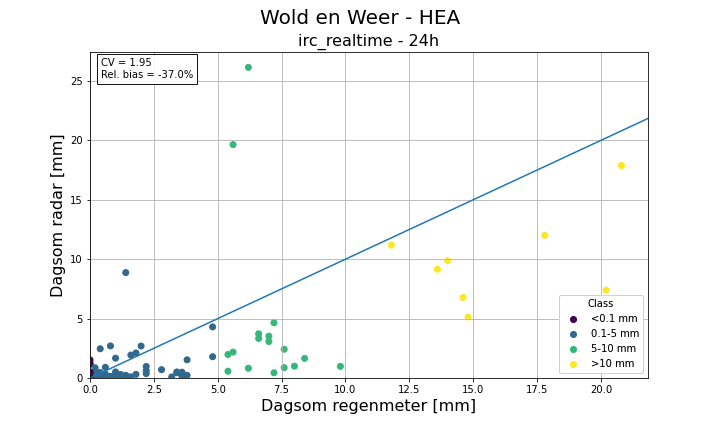 Wold en Weer - HEA
irc_realtime - 24h
CV = 1.95
Rel. bias = -37.0%
Dagsom radar [mm]
25
20
15
10
5
0
0.0 2.5 5.0 7.5 10.0 12.5 15.0 17.5 20.0
Dagsom regenmeter [mm]
Class
<0.1 mm
0.1-5 mm
5-10 mm
>10 mm